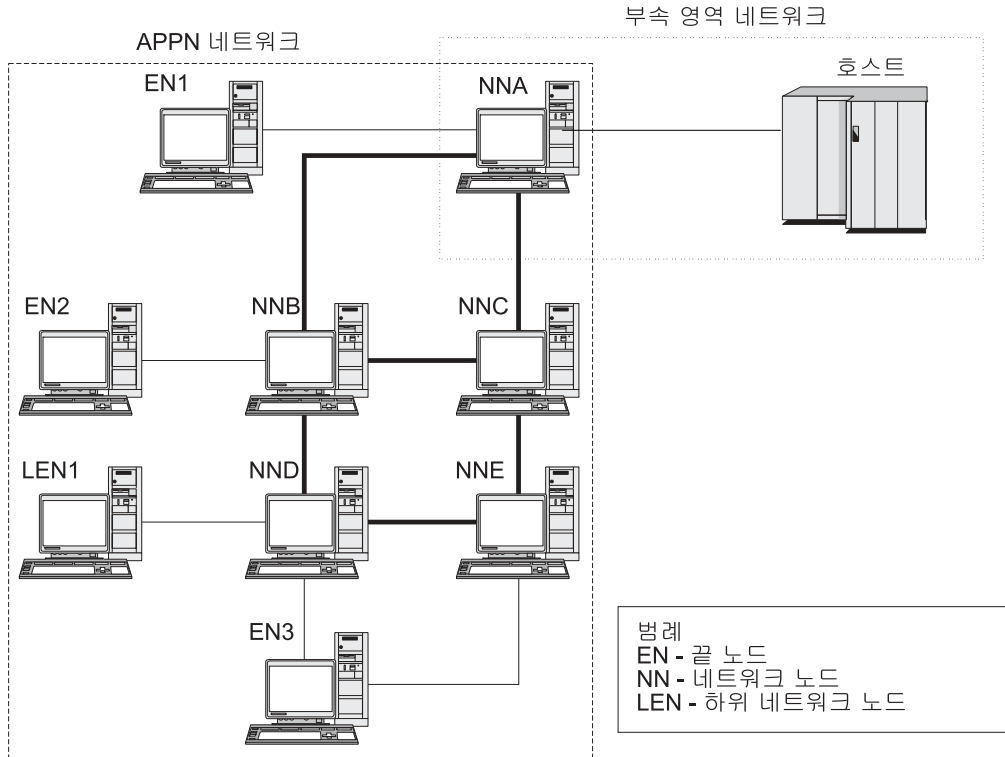 부속 영역 네트워크
APPN 네트워크
호스트
EN1
NNA
EN2
NNB
NNC
LEN1
NND
NNE
EN3
범례
EN - 끝 노드
NN - 네트워크 노드
LEN - 하위 네트워크 노드